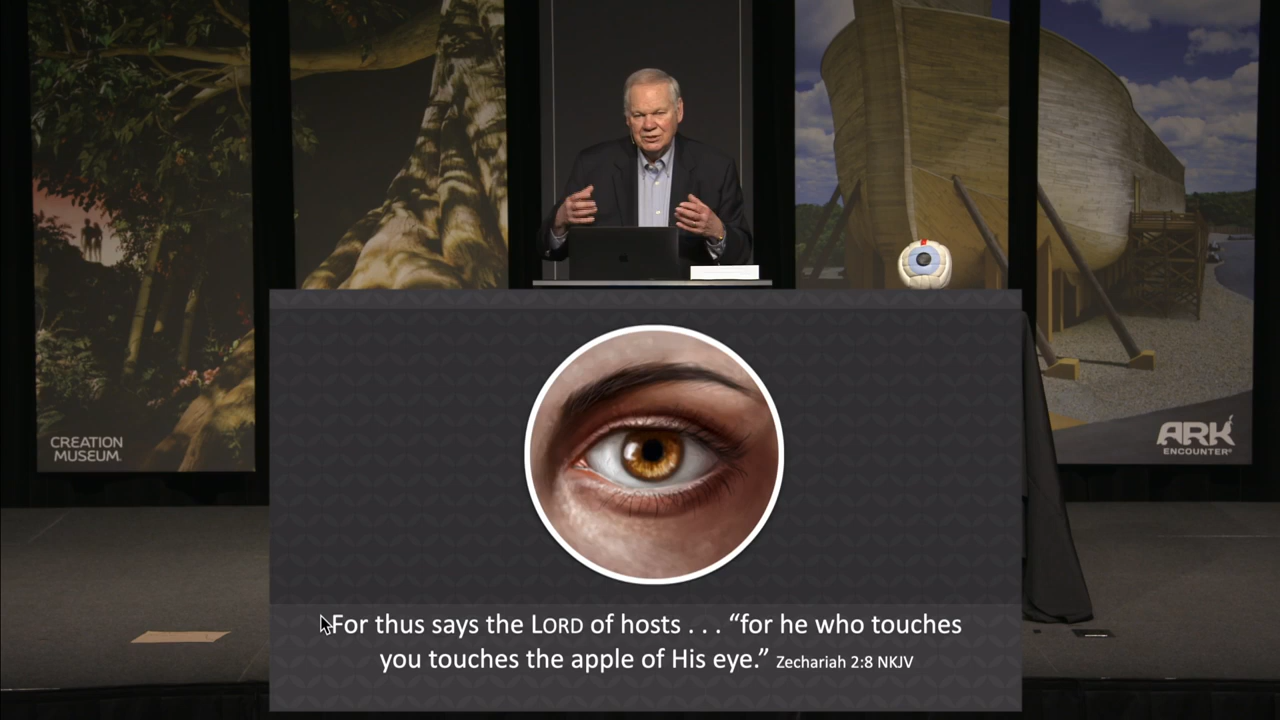 CREATION
MUSEUM
ARK
ENCOUNTER
For thus says the LORD of hosts . . . “for he who touches
you touches the apple of His eye.” Zechariah 2:8 NKJV